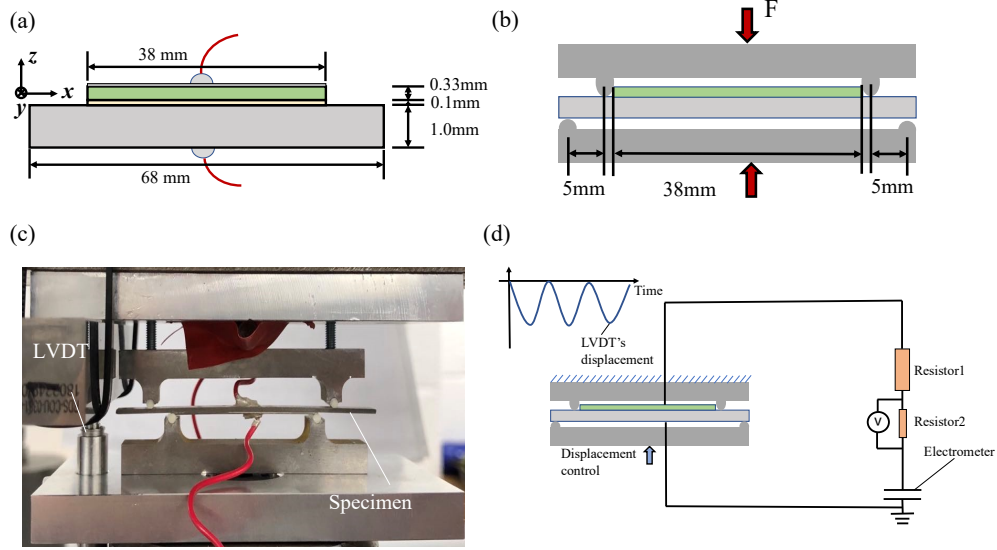 (a)
38 mm
z
x
y
0.33mm
0.1mm
1.0mm
68 mm
(b)
F
5mm
38mm
5mm
(c)
LVDT
Specimen
(d)
Time
LVDT's
displacement
Displacement
control
Resistor1
V
Resistor2
Electrometer